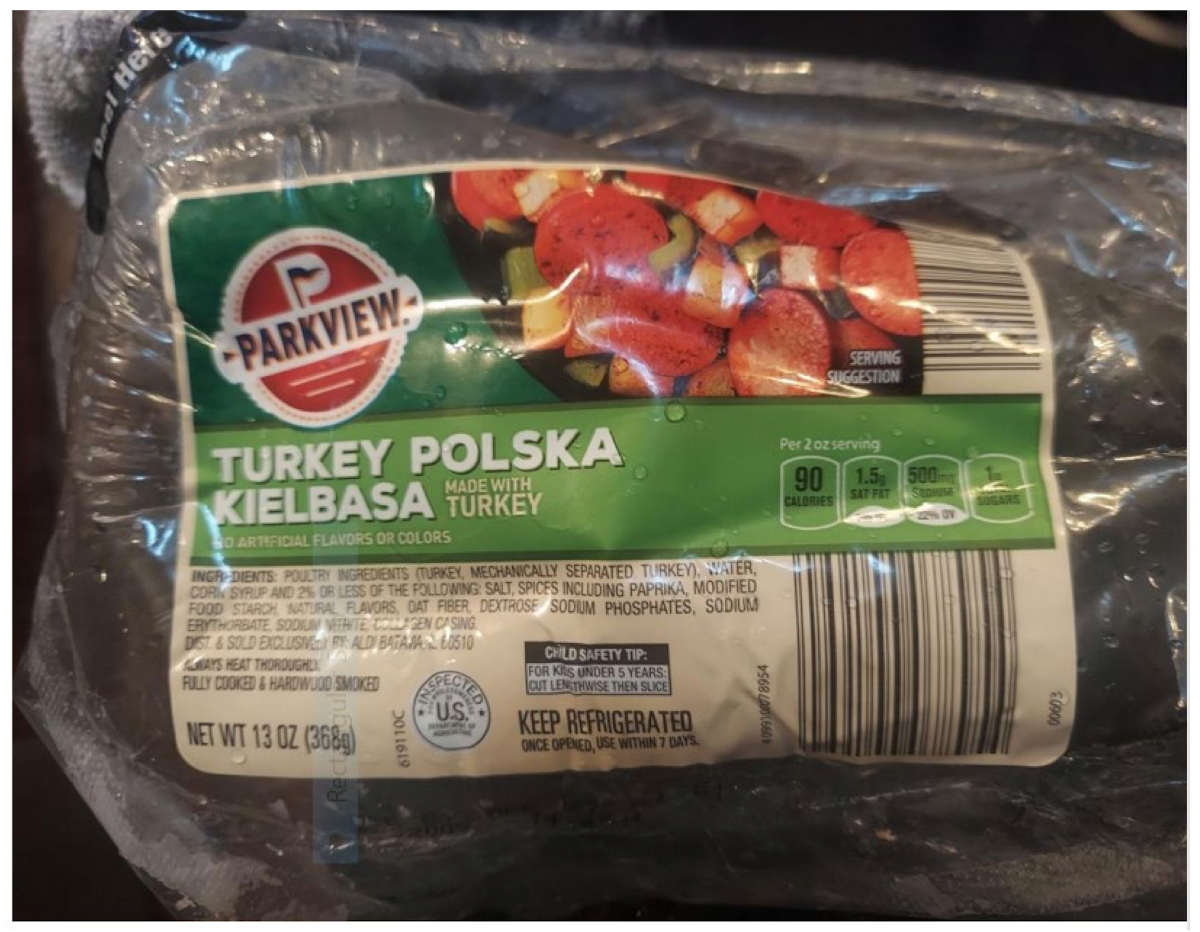 Peel Here
PARKVIEW
SERVING
SUGGESTION
TURKEY POLSKA
KIELBASA MADE WITH
TURKEY
NO ARTIFICIAL FLAVORS OR COLORS
Per 2 oz serving
90
CALORIES
1.5g
SAT FAT
500mg
SODIUM
22% DV
1g
SUGARS
INGREDIENTS: POULTRY INGREDIENTS (TURKEY, MECHANICALLY SEPARATED TURKEY), WATER,
CORN SYRUP AND 2% OR LESS OF THE FOLLOWING: SALT, SPICES INCLUDING PAPRIKA, MODIFIED
FOOD STARCH, NATURAL FLAVORS, OAT FIBER, DEXTROSE, SODIUM PHOSPHATES, SODIUM
ERYTHORBATE, SODIUM NITRITE, COLLAGEN CASING.
DIST. & SOLD EXCLUSIVELY BY: ALDI BATAVIA, IL 60510
ALWAYS HEAT THOROUGHLY
FULLY COOKED & HARDWOOD SMOKED
NET WT 13 OZ (368g)
619110C
INSPECTED
U.S.
DEPARTMENT OF
AGRICULTURE
CHILD SAFETY TIP:
FOR KIDS UNDER 5 YEARS:
CUT LENGTHWISE THEN SLICE
KEEP REFRIGERATED
ONCE OPENED, USE WITHIN 7 DAYS.
4099100078954
00603